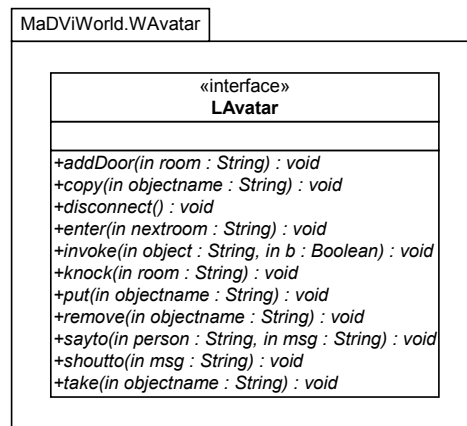 MaDViWorld.WAvatar
«interface»
LAvatar
+addDoor(in room : String) : void
+copy(in objectname : String) : void
+disconnect() : void
+enter(in nextroom : String) : void
+invoke(in object : String, in b : Boolean) : void
+knock(in room : String) : void
+put(in objectname : String) : void
+remove(in objectname : String) : void
+sayto(in person : String, in msg : String) : void
+shoutto(in msg : String) : void
+take(in objectname : String) : void